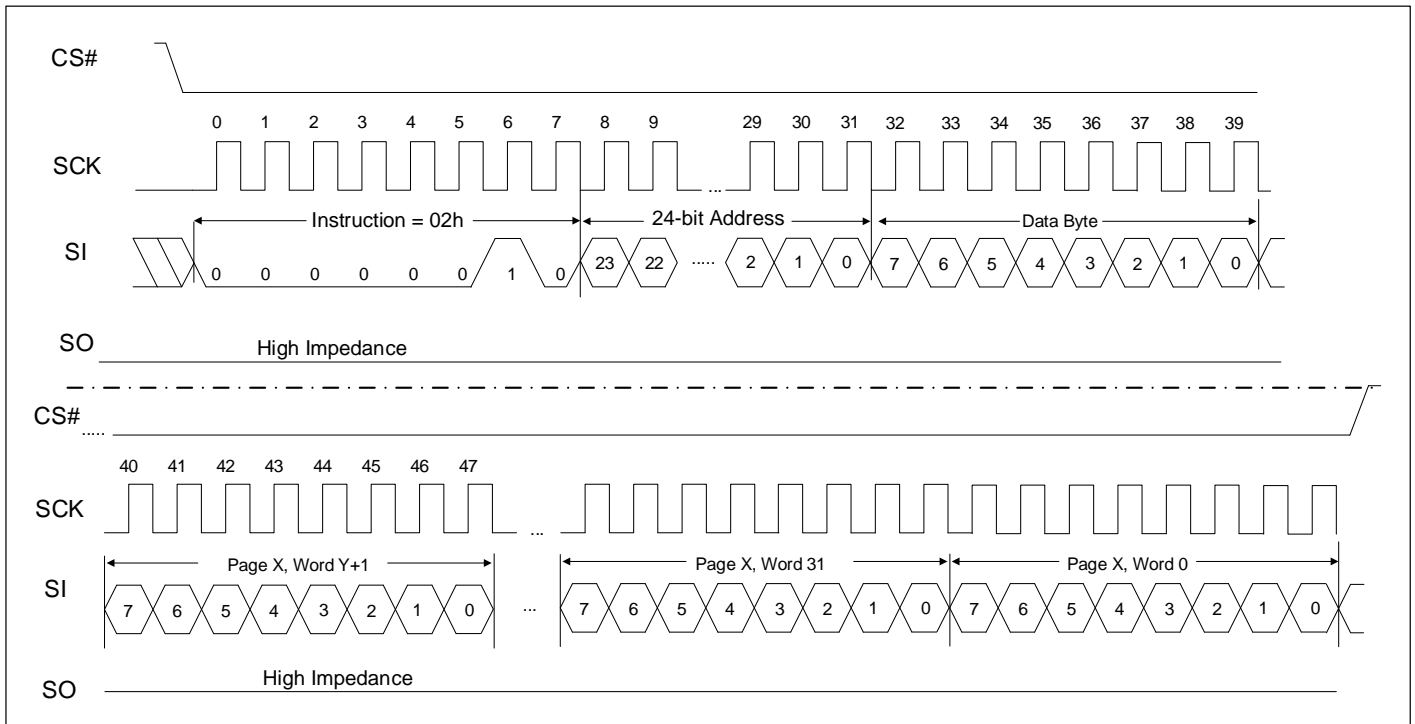 CS#
0 1 2 3 4 5 6 7 8 9 29 30 31 32 33 34 35 36 37 38 39
SCK
...
Instruction = 02h 24-bit Address Data Byte
SI
0 0 0 0 0 0 1 0 23 22 ..... 2 1 0 7 6 5 4 3 2 1 0
SO
High Impedance
CS#
.....
40 41 42 43 44 45 46 47
SCK
...
Page X, Word Y+1 Page X, Word 31 Page X, Word 0
SI
7 6 5 4 3 2 1 0 ... 7 6 5 4 3 2 1 0 7 6 5 4 3 2 1 0
High Impedance
SO